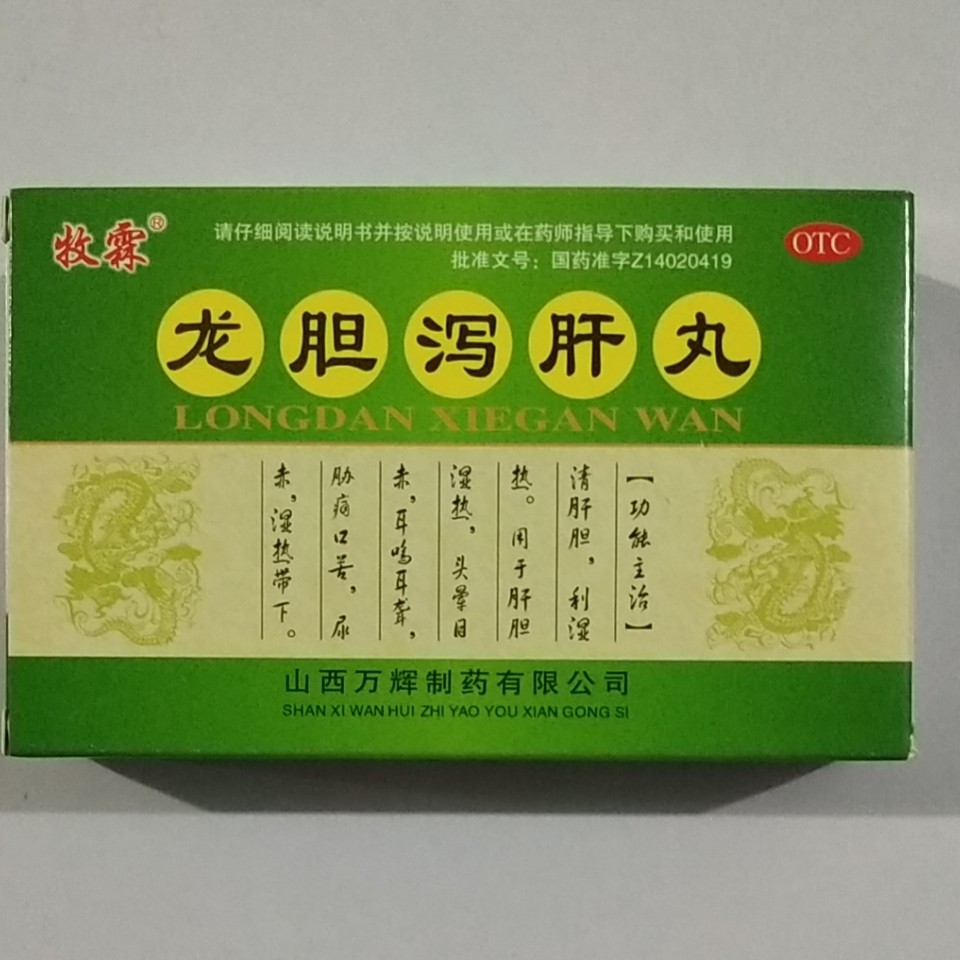 牧霖®
请仔细阅读说明书并按说明使用或在药师指导下购买和使用
批准文号：国药准字Z14020419
OTC
龙胆泻肝丸
LONGDAN XIEGAN WAN
【功能主治】
清肝胆，利湿
热。用于肝胆
湿热，头晕目
赤，耳鸣耳聋，
胁痛口苦，尿
赤，湿热带下。
山西万辉制药有限公司
SHAN XI WAN HUI ZHI YAO YOU XIAN GONG SI